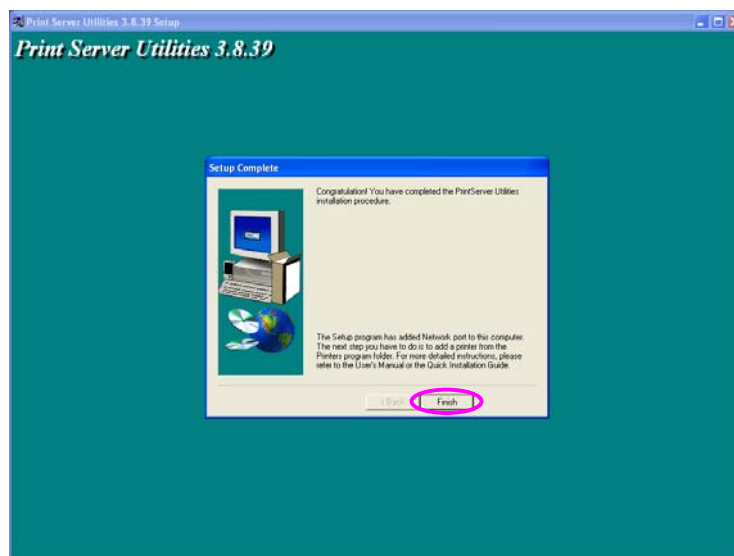 Print Server Utilities 3.8.39 Setup
Print Server Utilities 3.8.39
Setup Complete
Congratulation! You have completed the PrintServer Utilities
installation procedure.
The Setup program has added Network port to this computer.
The next step you have to do is to add a printer from the
Printers program folder. For more detailed instructions, please
refer to the User's Manual or the Quick Installation Guide.
< Back
Finish